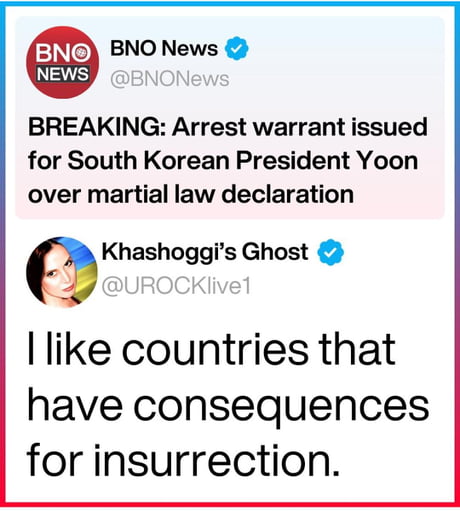 BNO
NEWS
BNO News
@BNONews
BREAKING: Arrest warrant issued
for South Korean President Yoon
over martial law declaration
Khashoggi's Ghost
@UROCKlive1
I like countries that
have consequences
for insurrection.